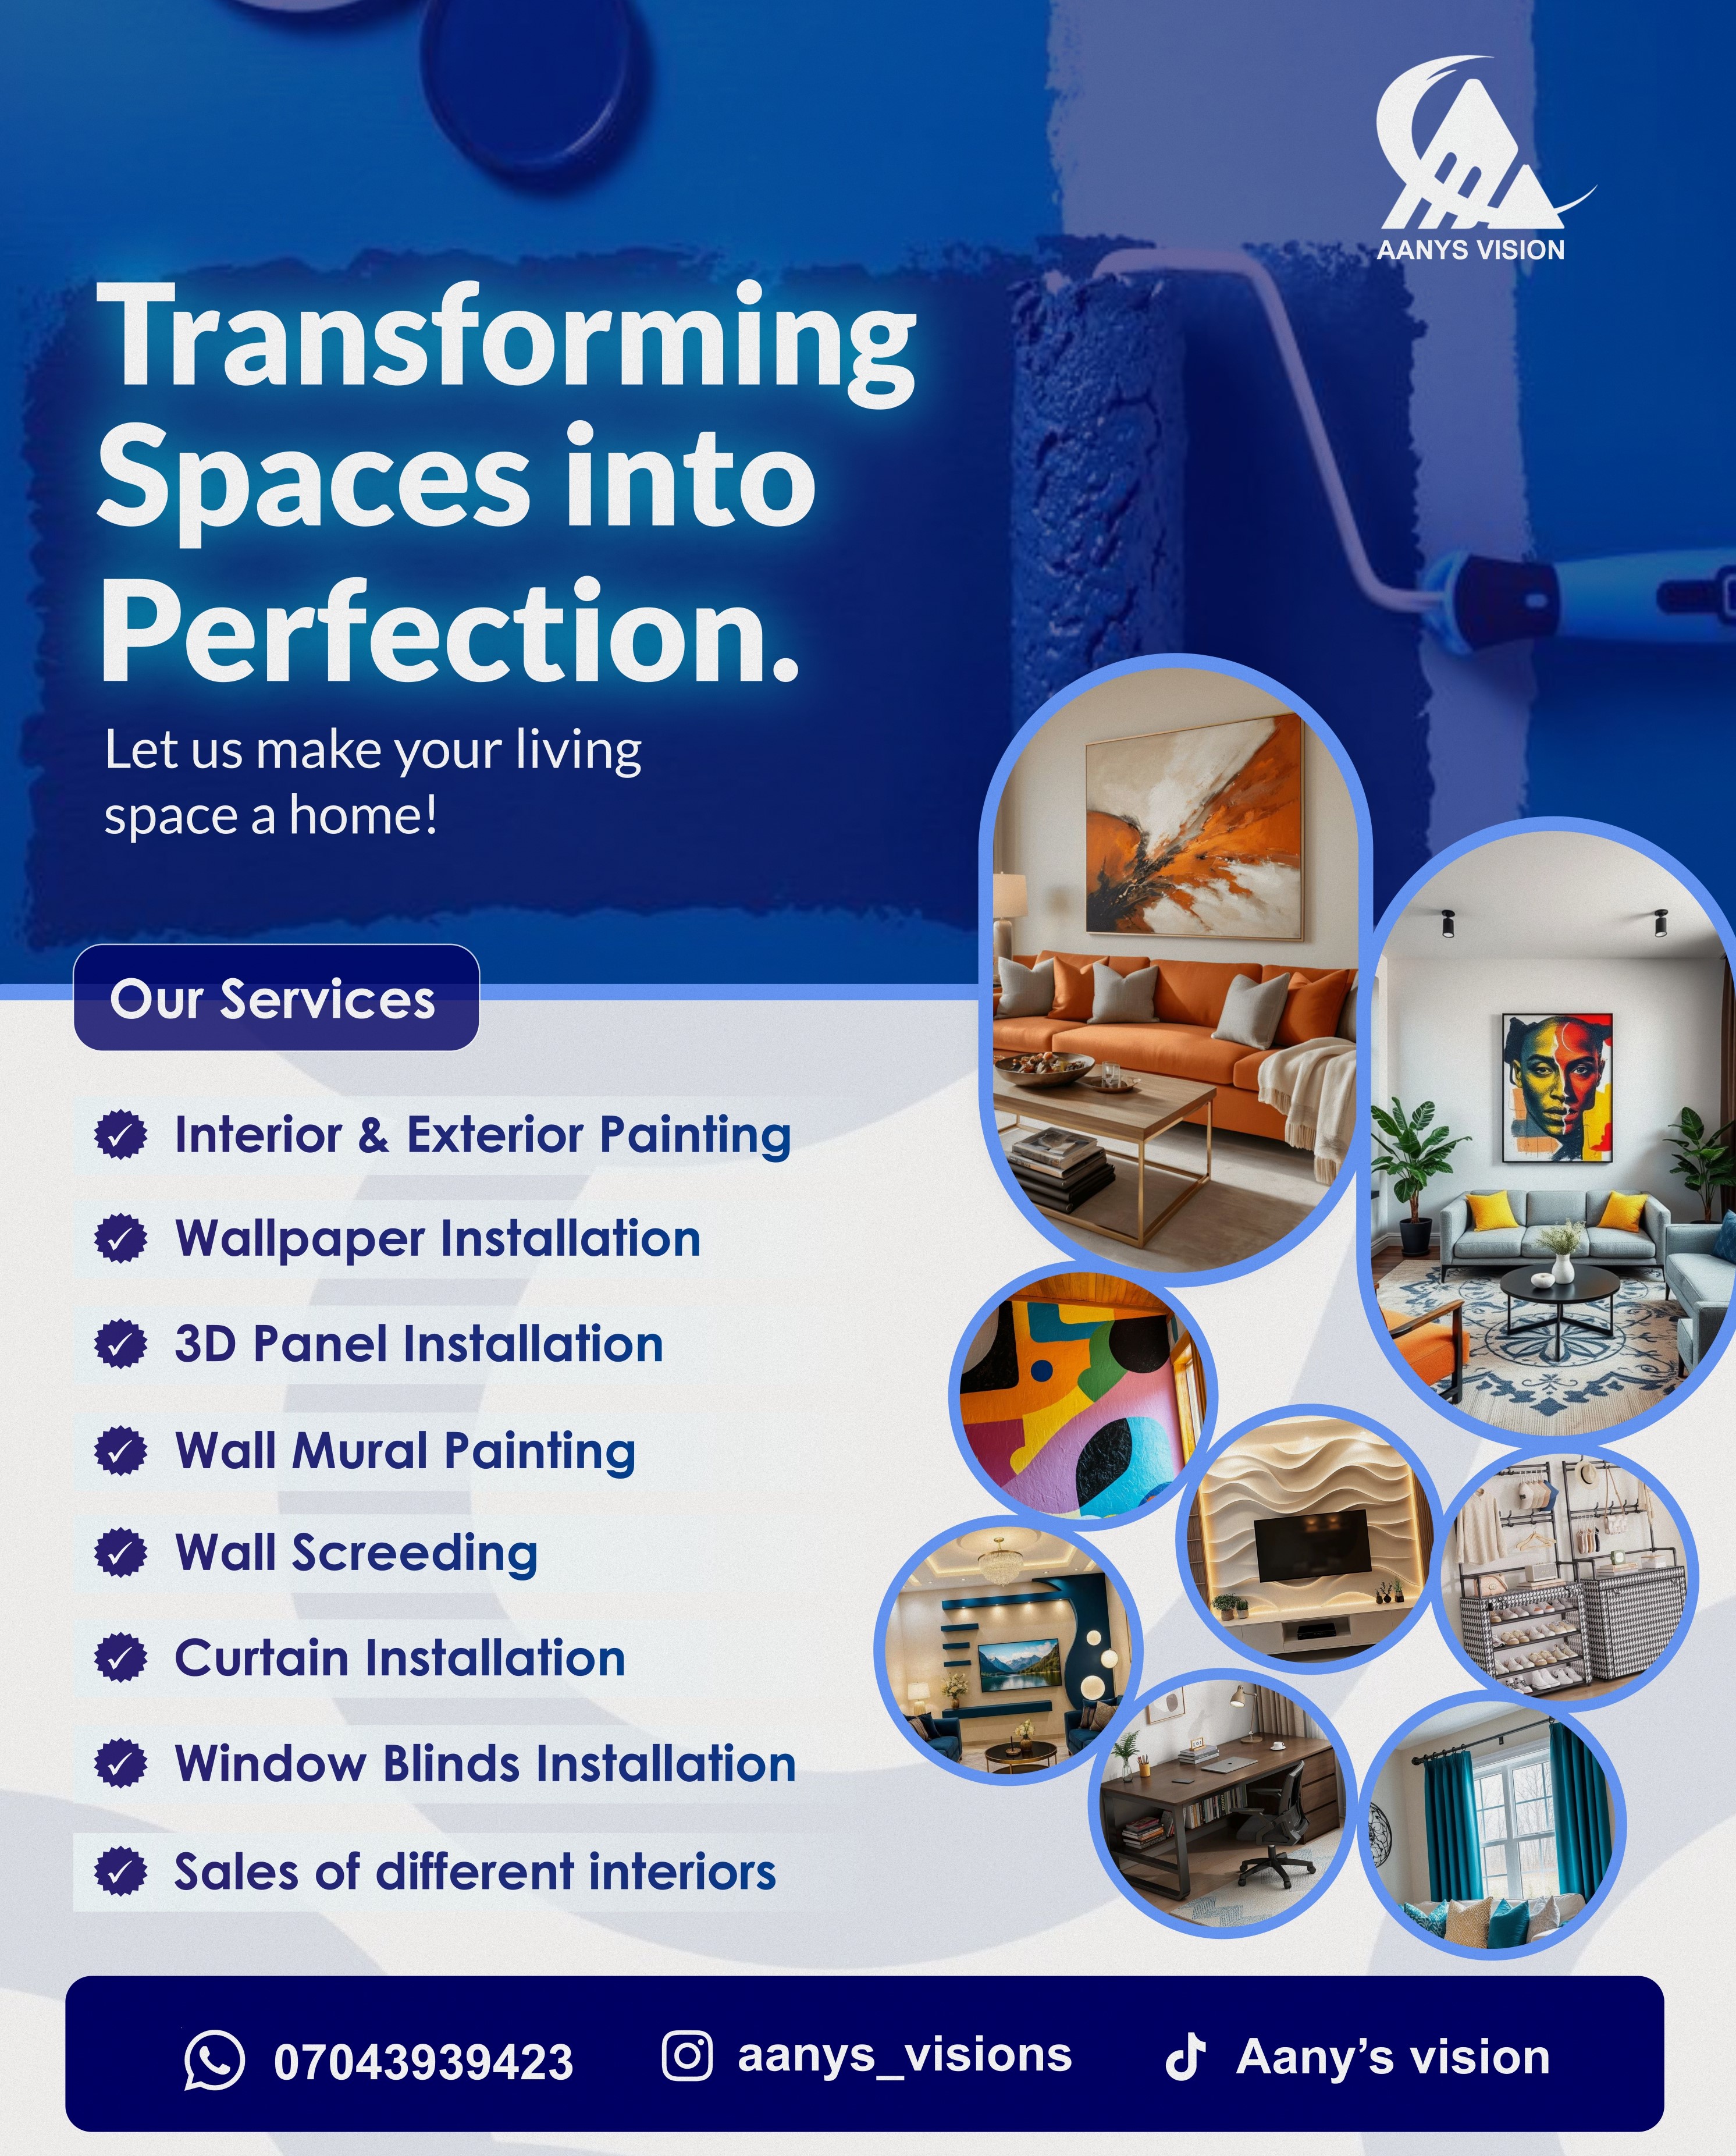 AANYS VISION
Transforming
Spaces into
Perfection.
Let us make your living
space a home!
Our Services
Interior & Exterior Painting
Wallpaper Installation
3D Panel Installation
Wall Mural Painting
Wall Screeding
Curtain Installation
Window Blinds Installation
Sales of different interiors
07043939423
aanys_visions
Aany’s vision